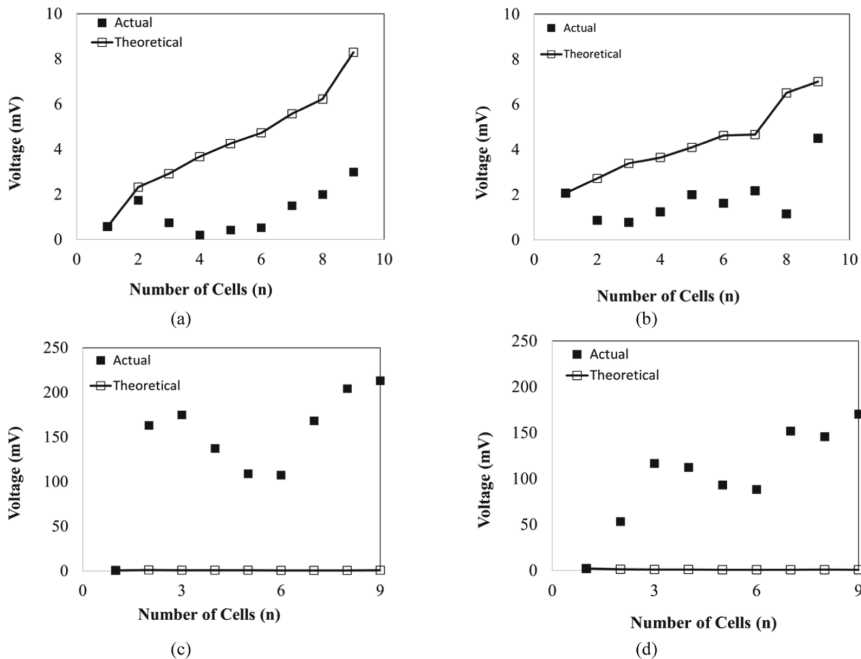 10
8
6
4
2
0
Voltage (mV)
Actual
Theoretical
0 2 4 6 8 10
Number of Cells (n)
(a)
10
8
6
4
2
0
Voltage (mV)
Actual
Theoretical
0 2 4 6 8 10
Number of Cells (n)
(b)
250
200
150
100
50
0
Voltage (mV)
Actual
Theoretical
0 3 6 9
Number of Cells (n)
(c)
250
200
150
100
50
0
Voltage (mV)
Actual
Theoretical
0 3 6 9
Number of Cells (n)
(d)